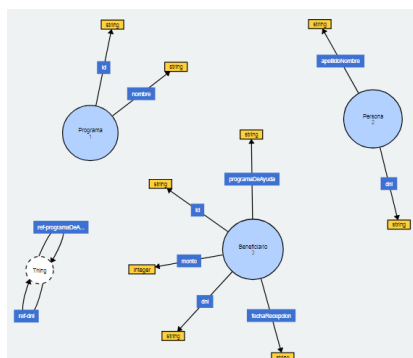 string
string
id
string
nombre
apellidoNombre
Programa
1
Persona
2
string
programaDeAyuda
string
id
dni
string
ref-programaDeA...
Beneficiario
3
monto
integer
Thing
dni
fechaRecepcion
ref-dni
string
string